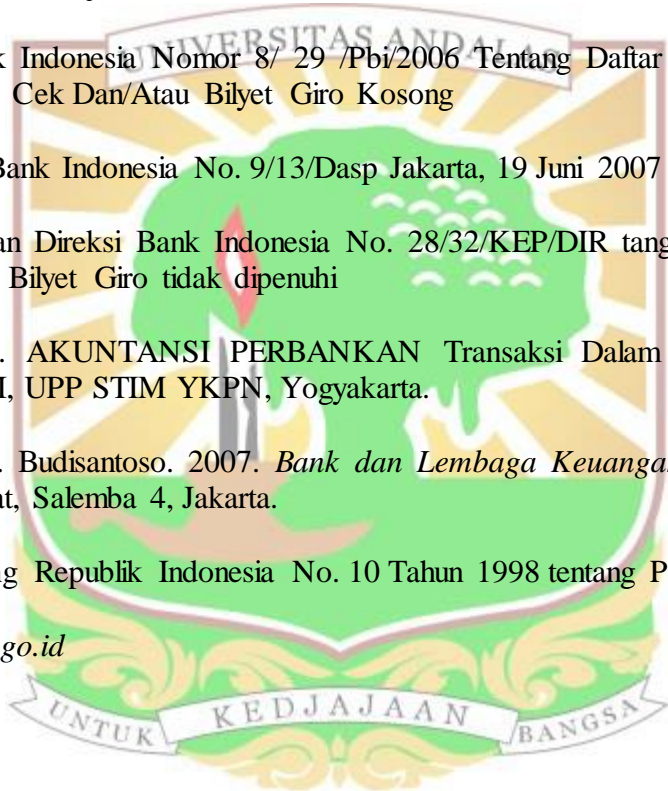 UNIVERSITAS ANDALAS
k Indonesia Nomor 8/ 29 /Pbi/2006 Tentang Daftar
Cek Dan/Atau Bilyet Giro Kosong
Bank Indonesia No. 9/13/Dasp Jakarta, 19 Juni 2007
an Direksi Bank Indonesia No. 28/32/KEP/DIR tang
Bilyet Giro tidak dipenuhi
. AKUNTANSI PERBANKAN Transaksi Dalam
I, UPP STIM YKPN, Yogyakarta.
. Budisantoso. 2007. Bank dan Lembaga Keuangan
at, Salemba 4, Jakarta.
ng Republik Indonesia No. 10 Tahun 1998 tentang P
go.id
UNTUK KEDJAJAAN BANGSA